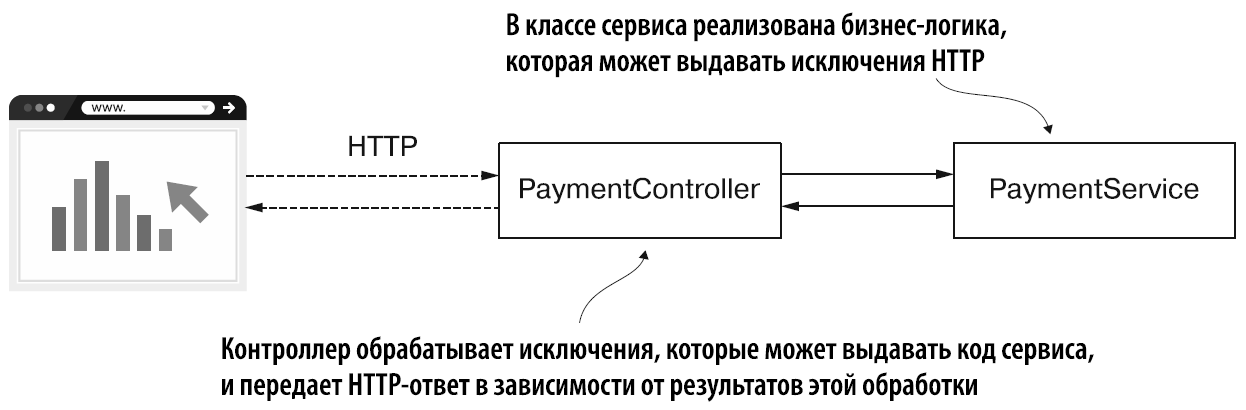 В классе сервиса реализована бизнес-логика,
которая может выдавать исключения HTTP
www.
HTTP
PaymentController
PaymentService
Контроллер обрабатывает исключения, которые может выдавать код сервиса,
и передает HTTP-ответ в зависимости от результатов этой обработки